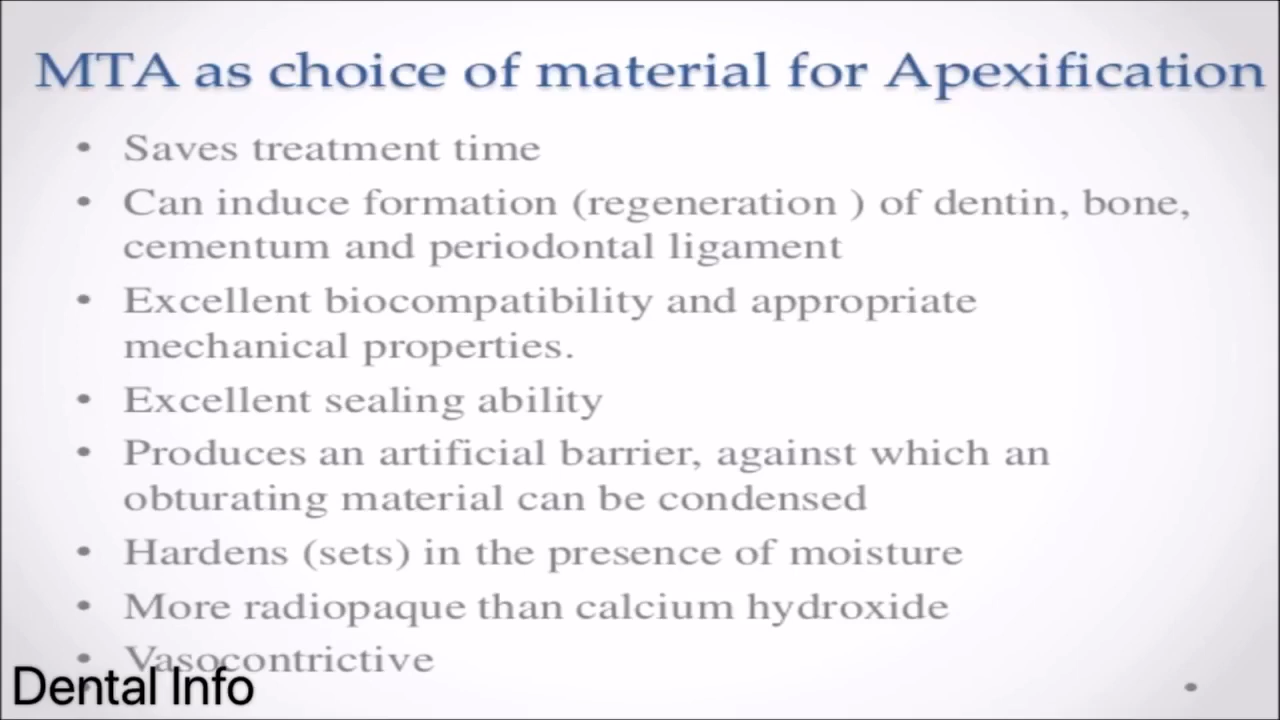 MTA as choice of material for Apexification
• Saves treatment time
• Can induce formation (regeneration ) of dentin, bone,
cementum and periodontal ligament
• Excellent biocompatibility and appropriate
mechanical properties.
• Excellent sealing ability
• Produces an artificial barrier, against which an
obturating material can be condensed
• Hardens (sets) in the presence of moisture
• More radiopaque than calcium hydroxide
• Vasocontrictive
Dental Info